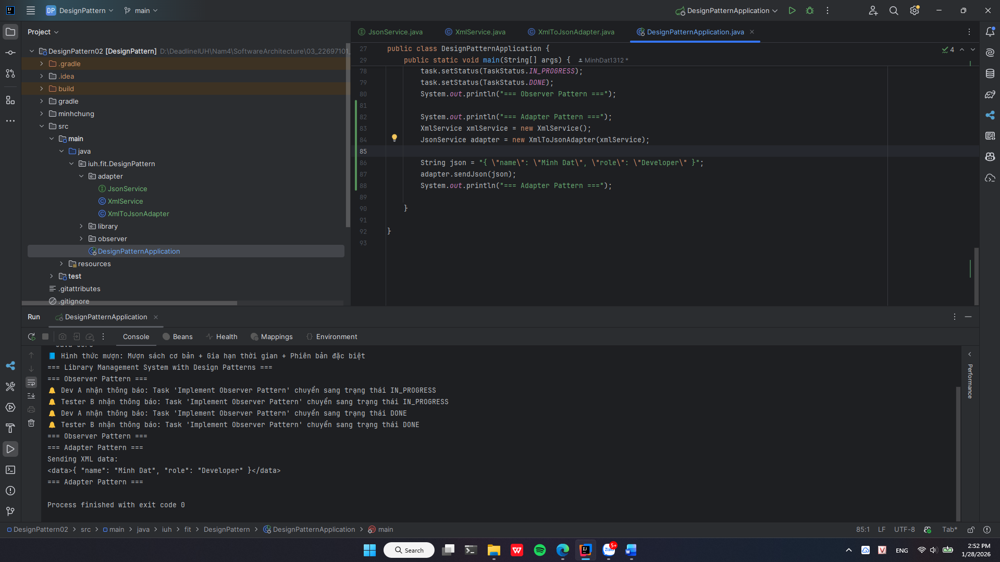 DP DesignPattern main DesignPatternApplication
Project
DesignPattern02 [DesignPattern] D:\DeadlineIUH\Nam4\SoftwareArchitecture\03_22697101_
.gradle
.idea
build
gradle
minhchung
src
main
java
iuh.fit.DesignPattern
adapter
JsonService
XmlService
XmlToJsonAdapter
library
observer
DesignPatternApplication
resources
test
.gitattributes
.gitignore
JsonService.java XmlService.java XmlToJsonAdapter.java DesignPatternApplication.java
4
27 public class DesignPatternApplication {
29 public static void main(String[] args) { MinhDat1312 *
78 task.setStatus(TaskStatus.IN_PROGRESS);
79 task.setStatus(TaskStatus.DONE);
80 System.out.println("=== Observer Pattern ===");
81
82 System.out.println("=== Adapter Pattern ===");
83 XmlService xmlService = new XmlService();
84 JsonService adapter = new XmlToJsonAdapter(xmlService);
85
86 String json = "{ \"name\": \"Minh Dat\", \"role\": \"Developer\" }";
87 adapter.sendJson(json);
88 System.out.println("=== Adapter Pattern ===");
89
90 }
91
92 }
93
Run DesignPatternApplication
Console Beans Health Mappings Environment
📘 Hình thức mượn: Mượn sách cơ bản + Gia hạn thời gian + Phiên bản đặc biệt
=== Library Management System with Design Patterns ===
=== Observer Pattern ===
🔔 Dev A nhận thông báo: Task 'Implement Observer Pattern' chuyển sang trạng thái IN_PROGRESS
🔔 Tester B nhận thông báo: Task 'Implement Observer Pattern' chuyển sang trạng thái IN_PROGRESS
🔔 Dev A nhận thông báo: Task 'Implement Observer Pattern' chuyển sang trạng thái DONE
🔔 Tester B nhận thông báo: Task 'Implement Observer Pattern' chuyển sang trạng thái DONE
=== Observer Pattern ===
=== Adapter Pattern ===
Sending XML data:
<data>{ "name": "Minh Dat", "role": "Developer" }</data>
=== Adapter Pattern ===
Process finished with exit code 0
Performance
DesignPattern02 > src > main > java > iuh > fit > DesignPattern > DesignPatternApplication > main
85:1 LF UTF-8 Tab*
Search
Zalo 5+
ENG
2:52 PM
1/28/2026